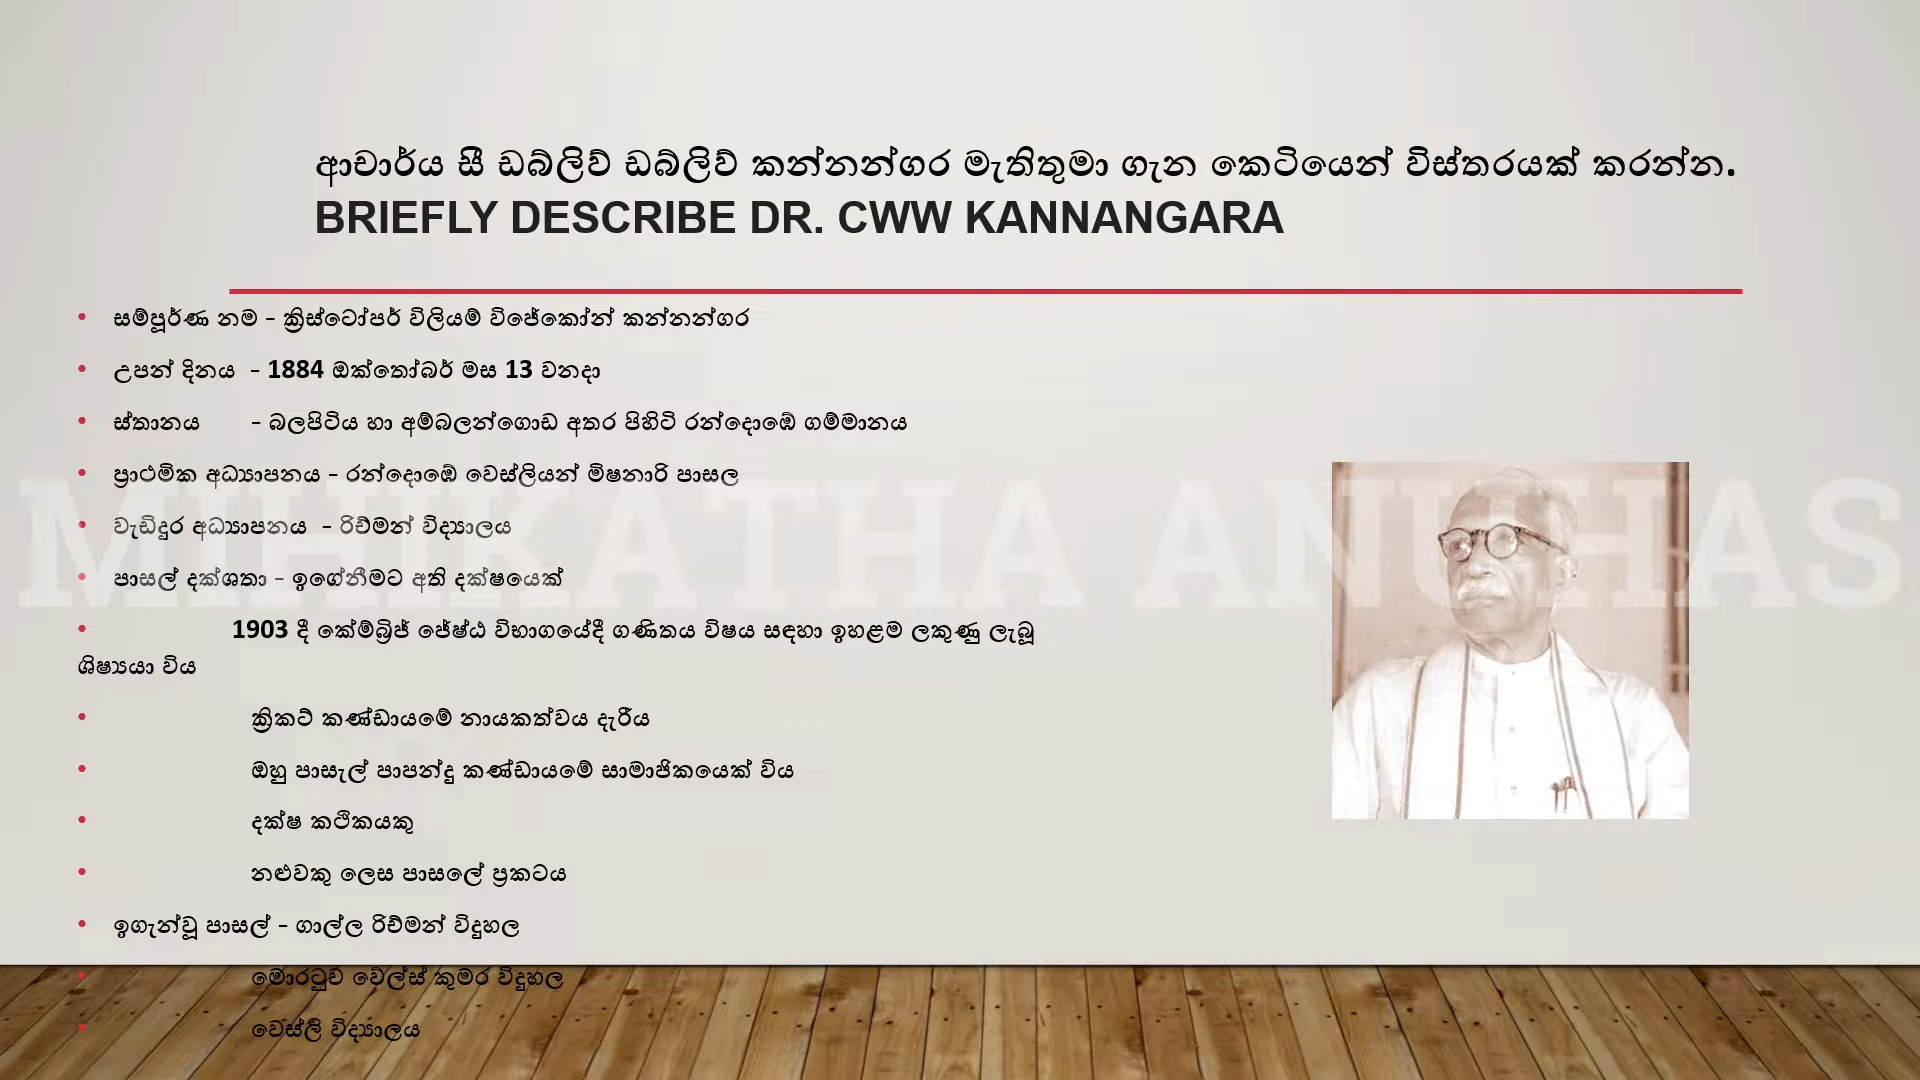 ආචාර්ය සී ඩබ්ලිව් ඩබ්ලිව් කන්නන්ගර මැතිතුමා ගැන කෙටියෙන් විස්තරයක් කරන්න.
BRIEFLY DESCRIBE DR. CWW KANNANGARA
• සම්පූර්ණ නම - ක්‍රිස්ටෝපර් විලියම් විජේකෝන් කන්නන්ගර
• උපන් දිනය - 1884 ඔක්තෝබර් මස 13 වනදා
• ස්තානය - බලපිටිය හා අම්බලන්ගොඩ අතර පිහිටි රන්දොඹේ ගම්මානය
• ප්‍රාථමික අධ්‍යාපනය - රන්දොඹේ වෙස්ලියන් මිෂනාරි පාසල
• වැඩිදුර අධ්‍යාපනය - රිච්මන් විද්‍යාලය
• පාසල් දක්ශතා - ඉගේනීමට අති දක්ෂයෙක්
• 1903 දී කේම්බ්‍රිජ් ජේෂ්ඨ විභාගයේදී ගණිතය විෂය සඳහා ඉහළම ලකුණු ලැබූ
ශිෂ්‍යයා විය
• ක්‍රිකට් කණ්ඩායමේ නායකත්වය දැරීය
• ඔහු පාසැල් පාපන්දු කණ්ඩායමේ සාමාජිකයෙක් විය
• දක්ෂ කථිකයකු
• නළුවකු ලෙස පාසලේ ප්‍රකටය
• ඉගැන්වූ පාසල් - ගාල්ල රිච්මන් විදුහල
• මොරටුව වේල්ස් කුමර විදුහල
• වෙස්ලි විද්‍යාලය
MIHIKATHA ANUHAS